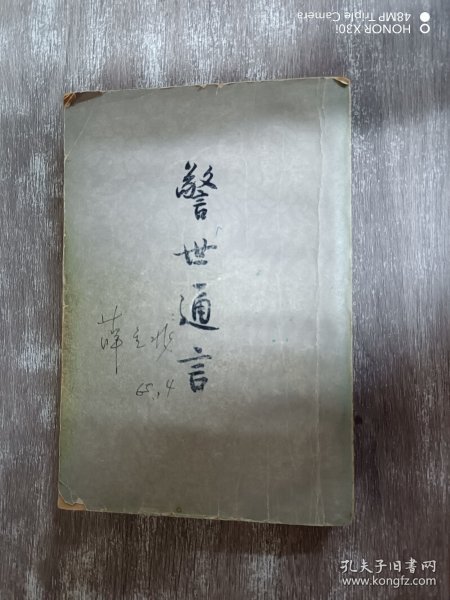 HONOR X30i
48MP Triple Camera
警世通言
薛
65.4
孔夫子旧书网
www.kongfz.com